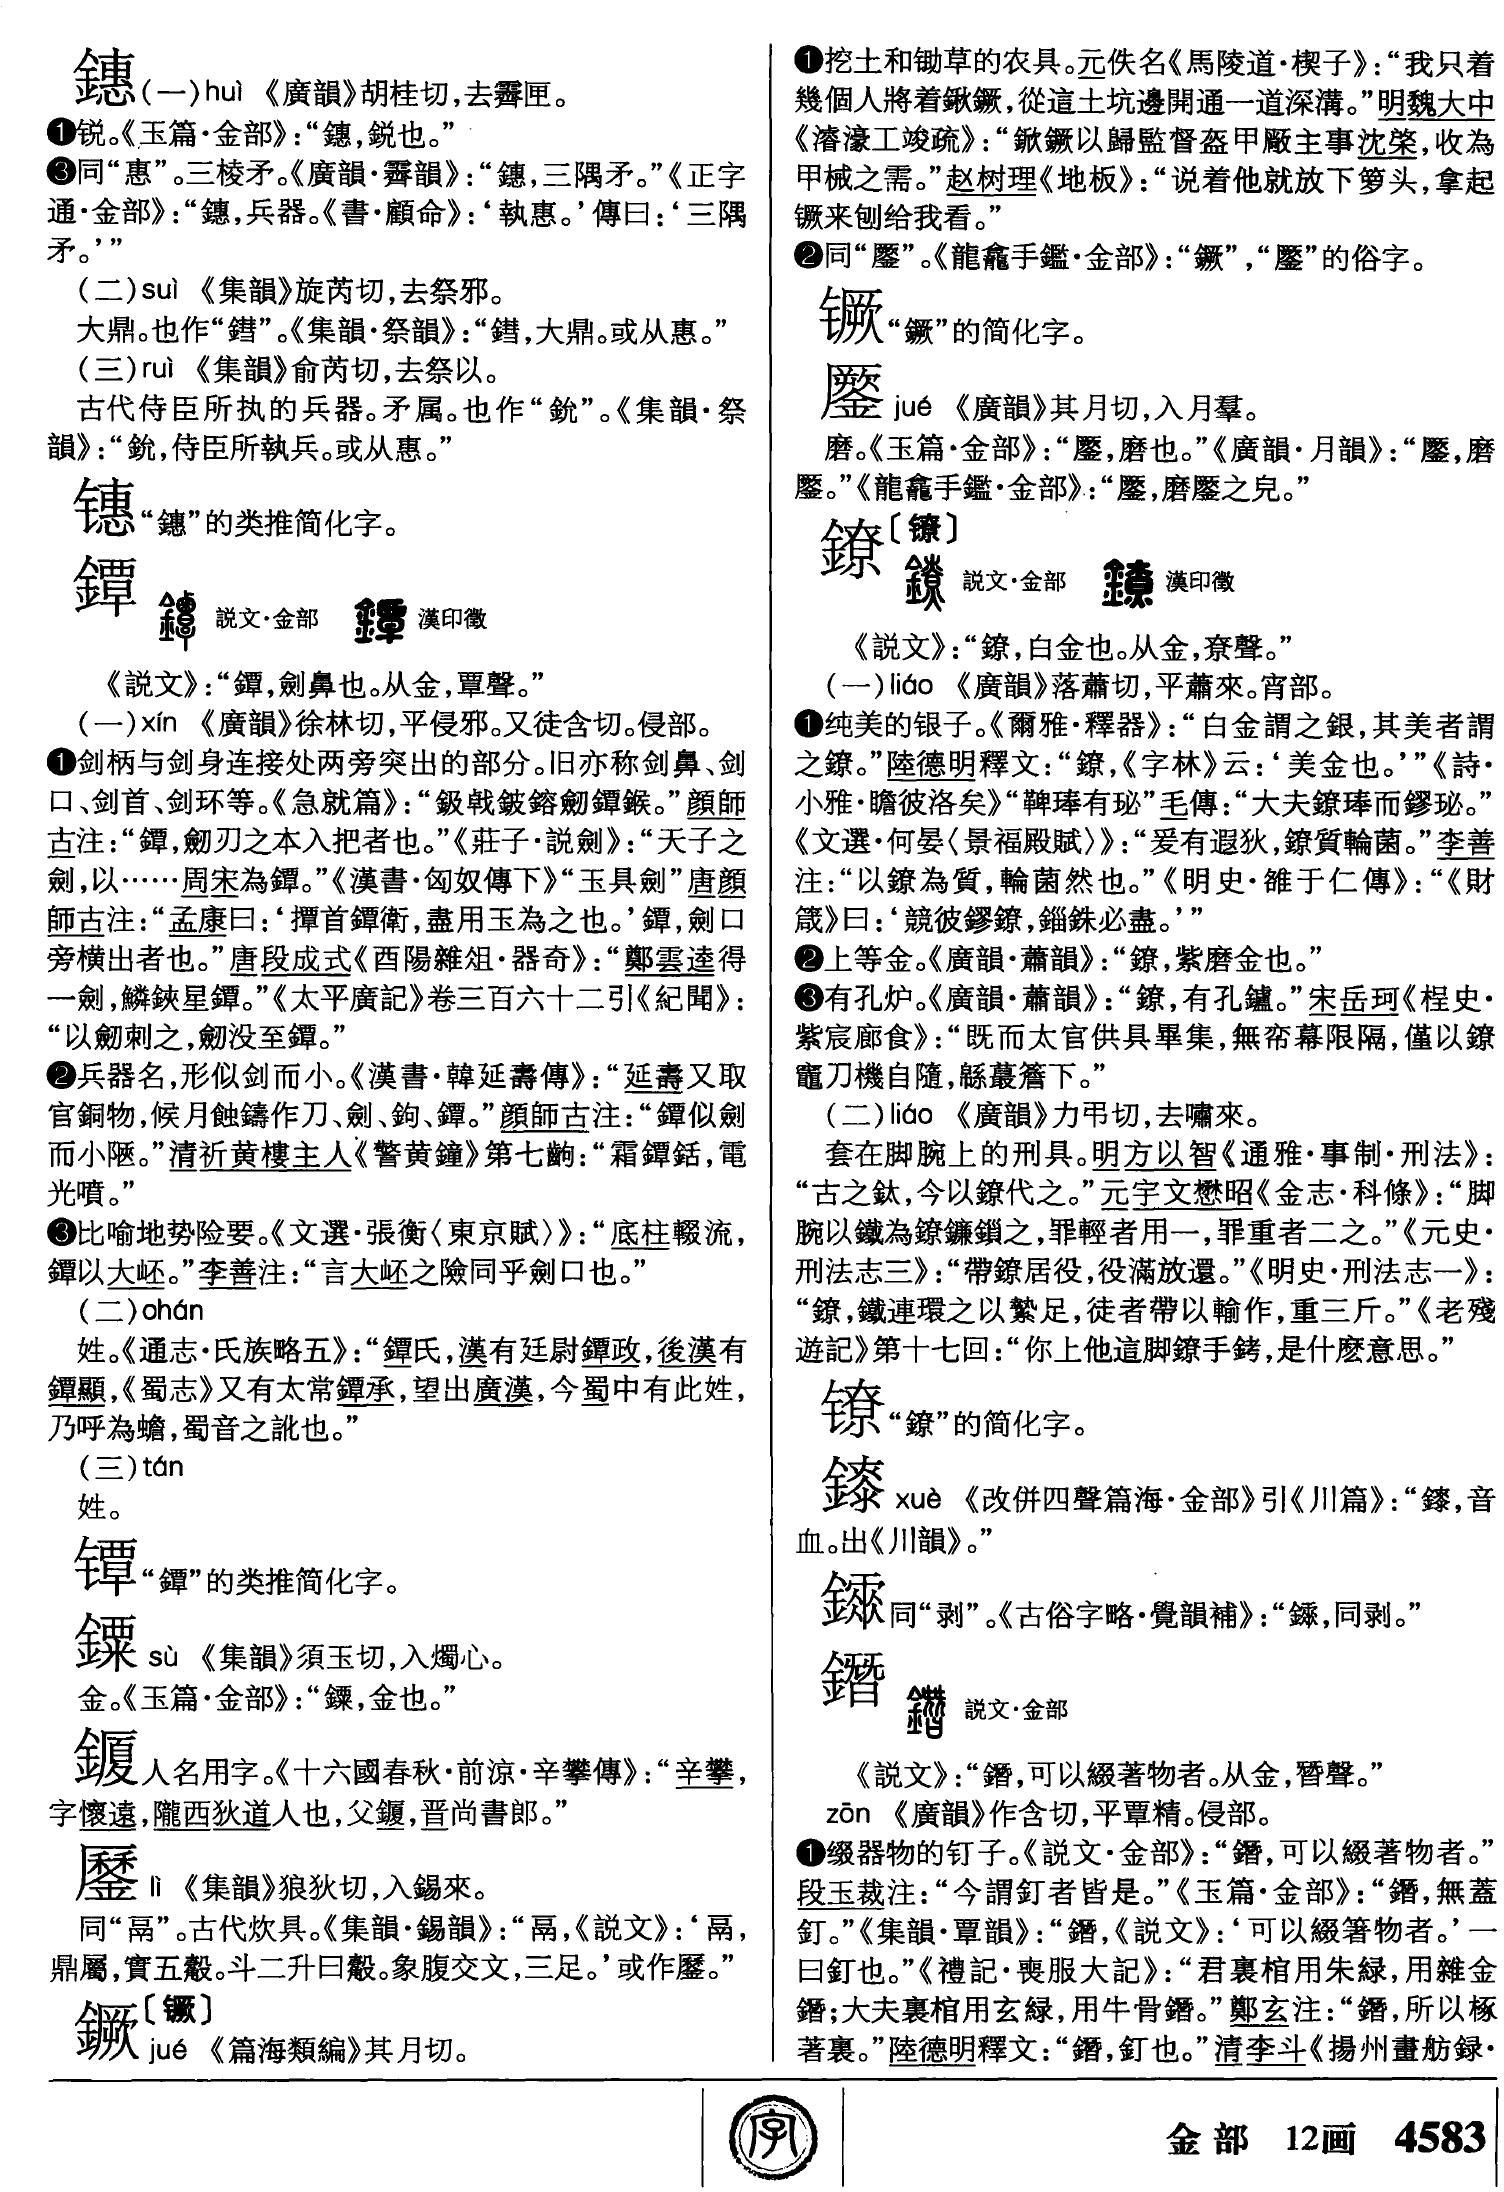 鏸(一)huì 《廣韻》胡桂切,去霽匣。
❶锐。《玉篇·金部》:“鏸,鋭也。”
❸同“惠”。三棱矛。《廣韻·霽韻》:“鏸,三隅矛。”《正字
通·金部》:“鏸,兵器。《書·顧命》:‘執惠。’傳曰:‘三隅
矛。’”
(二)suì 《集韻》旋芮切,去祭邪。
大鼎。也作“鏏”。《集韻·祭韻》:“鏏,大鼎。或从惠。”
(三)ruì 《集韻》俞芮切,去祭以。
古代侍臣所执的兵器。矛属。也作“鈗”。《集韻·祭
韻》:“鈗,侍臣所執兵。或从惠。”
“鏸”的类推简化字。
鐔 説文·金部 漢印徵
《説文》:“鐔,劍鼻也。从金,覃聲。”
(一)xín 《廣韻》徐林切,平侵邪。又徒含切。侵部。
❶剑柄与剑身连接处两旁突出的部分。旧亦称剑鼻、剑
口、剑首、剑环等。《急就篇》:“鈒戟鈹鎔劒鐔鍭。”顔師
古注:“鐔,劒刃之本入把者也。”《莊子·説劍》:“天子之
劍,以……周宋為鐔。”《漢書·匈奴傳下》“玉具劍”唐顔
師古注:“孟康曰:‘摽首鐔衛,盡用玉為之也。’鐔,劍口
旁横出者也。”唐段成式《酉陽雜俎·器奇》:“鄭雲逵得
一劍,鱗鋏星鐔。”《太平廣記》卷三百六十二引《紀聞》:
“以劒刺之,劒没至鐔。”
❷兵器名,形似剑而小。《漢書·韓延壽傳》:“延壽又取
官銅物,候月蝕鑄作刀、劍、鉤、鐔。”顔師古注:“鐔似劍
而小陿。”清祈黄樓主人《警黄鐘》第七齣:“霜鐔銛,電
光噴。”
❸比喻地势险要。《文選·張衡〈東京賦〉》:“底柱輟流,
鐔以大岯。”李善注:“言大岯之險同乎劍口也。”
(二)ohán
姓。《通志·氏族略五》:“鐔氏,漢有廷尉鐔政,後漢有
鐔顯,《蜀志》又有太常鐔承,望出廣漢,今蜀中有此姓,
乃呼為蟾,蜀音之訛也。”
(三)tán
姓。
镡“鐔”的类推简化字。
sù 《集韻》須玉切,入燭心。
金。《玉篇·金部》:“鏁,金也。”
人名用字。《十六國春秋·前涼·辛攀傳》:“辛攀,
字懷遠,隴西狄道人也,父,晋尚書郎。”
lì 《集韻》狼狄切,入錫來。
同“鬲”。古代炊具。《集韻·錫韻》:“鬲,《説文》:‘鬲,
鼎屬,實五觳。斗二升曰觳。象腹交文,三足。’或作。”
鐝〔镢〕
jué 《篇海類編》其月切。
❶挖土和锄草的农具。元佚名《馬陵道·楔子》:“我只着
幾個人將着鍬鐝,從這土坑邊開通一道深溝。”明魏大中
《濬濠工竣疏》:“鍬鐝以歸監督盔甲厰主事沈棨,收為
甲械之需。”赵树理《地板》:“说着他就放下箩头,拿起
镢来刨给我看。”
❷同“鷢”。《龍龕手鑑·金部》:“鐝”,“”的俗字。
镢“鐝”的简化字。
jué 《廣韻》其月切,入月羣。
磨。《玉篇·金部》:“,磨也。”《廣韻·月韻》:“,磨
。”《龍龕手鑑·金部》:“,磨之皃。”
鐐〔镣〕
説文·金部 漢印徵
《説文》:“鐐,白金也。从金,尞聲。”
(一)liáo 《廣韻》落蕭切,平蕭來。宵部。
❶纯美的银子。《爾雅·釋器》:“白金謂之銀,其美者謂
之鐐。”陸德明釋文:“鐐,《字林》云:‘美金也。’”《詩·
小雅·瞻彼洛矣》“鞞琫有珌”毛傳:“大夫鐐琫而鏐珌。”
《文選·何晏〈景福殿賦〉》:“爰有遐狄,鐐質輪菌。”李善
注:“以鐐為質,輪菌然也。”《明史·雒于仁傳》:“《財
箴》曰:‘競彼鏐鐐,錙銖必盡。’”
❷上等金。《廣韻·蕭韻》:“鐐,紫磨金也。”
❸有孔炉。《廣韻·蕭韻》:“鐐,有孔鑪。”宋岳珂《桯史·
紫宸廊食》:“既而太官供具畢集,無帟幕限隔,僅以鐐
竈刀機自隨,緜蕞簷下。”
(二)liáo 《廣韻》力弔切,去嘯來。
套在脚腕上的刑具。明方以智《通雅·事制·刑法》:
“古之釱,今以鐐代之。”元宇文懋昭《金志·科條》:“脚
腕以鐵為鐐鐮鎖之,罪輕者用一,罪重者二之。”《元史·
刑法志三》:“帶鐐居役,役滿放還。”《明史·刑法志一》:
“鐐,鐵連環之以縶足,徒者帶以輸作,重三斤。”《老殘
遊記》第十七回:“你上他這脚鐐手銬,是什麽意思。”
镣“鐐”的简化字。
xuè 《改併四聲篇海·金部》引《川篇》:“,音
血。出《川韻》。”
同“剥”。《古俗字略·覺韻補》:“,同剥。”
鐕 説文·金部
《説文》:“鐕,可以綴著物者。从金,朁聲。”
zōn 《廣韻》作含切,平覃精。侵部。
❶缀器物的钉子。《説文·金部》:“鐕,可以綴著物者。”
段玉裁注:“今謂釘者皆是。”《玉篇·金部》:“鐕,無蓋
釘。”《集韻·覃韻》:“鐕,《説文》:‘可以綴箸物者。’一
曰釘也。”《禮記·喪服大記》:“君裏棺用朱緑,用雜金
鐕;大夫裏棺用玄緑,用牛骨鐕。”鄭玄注:“鐕,所以椓
著裏。”陸德明釋文:“鐕,釘也。”清李斗《揚州畫舫録·
字
金部 12画 4583